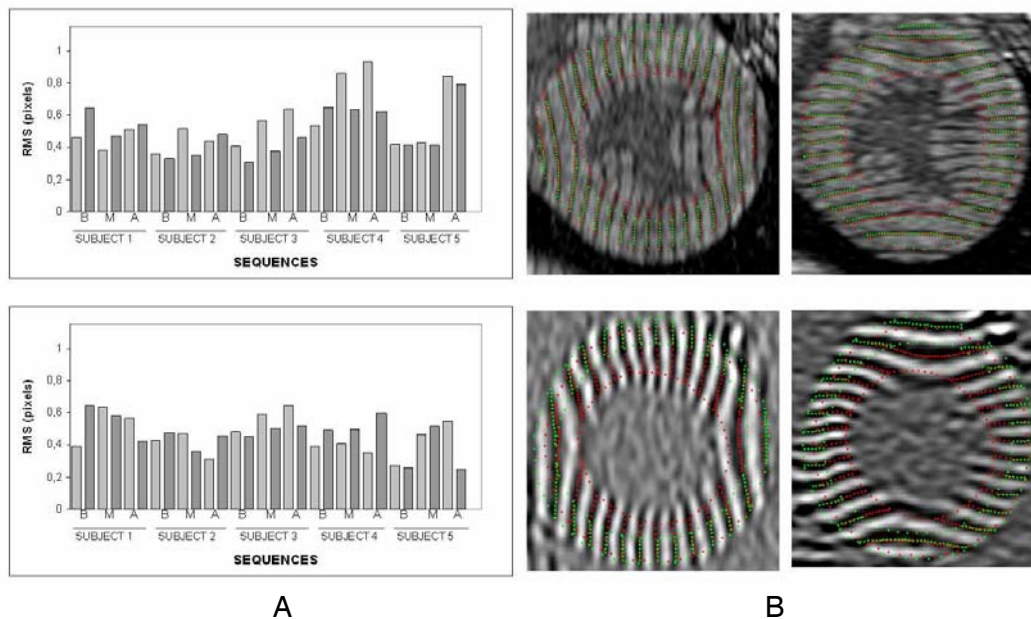 1
0,8
0,6
0,4
0,2
0
RMS (pixels)
B M A B M A B M A B M A B M A
SUBJECT 1 SUBJECT 2 SUBJECT 3 SUBJECT 4 SUBJECT 5
SEQUENCES
1
0,8
0,6
0,4
0,2
0
RMS (pixels)
B M A B M A B M A B M A B M A
SUBJECT 1 SUBJECT 2 SUBJECT 3 SUBJECT 4 SUBJECT 5
SEQUENCES
A B